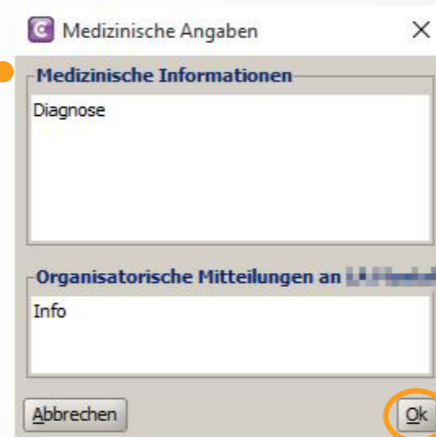 Medizinische Angaben
Medizinische Informationen
Diagnose
Organisatorische Mitteilungen an
Info
Abbrechen
Ok